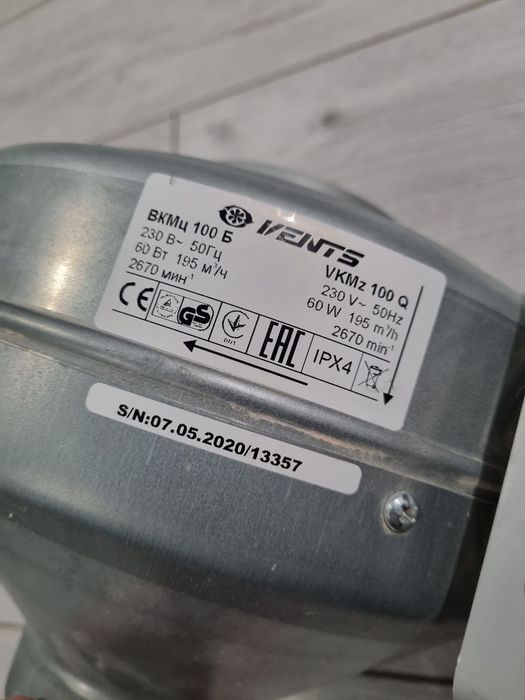 VENTS
ВКМц 100 Б
230 В~ 50Гц
60 Вт 195 м³/ч
2670 мин⁻¹
VKMz 100 Q
230 V~ 50Hz
60 W 195 m³/h
2670 min⁻¹
CE GS EAC IPX4
S/N:07.05.2020/13357